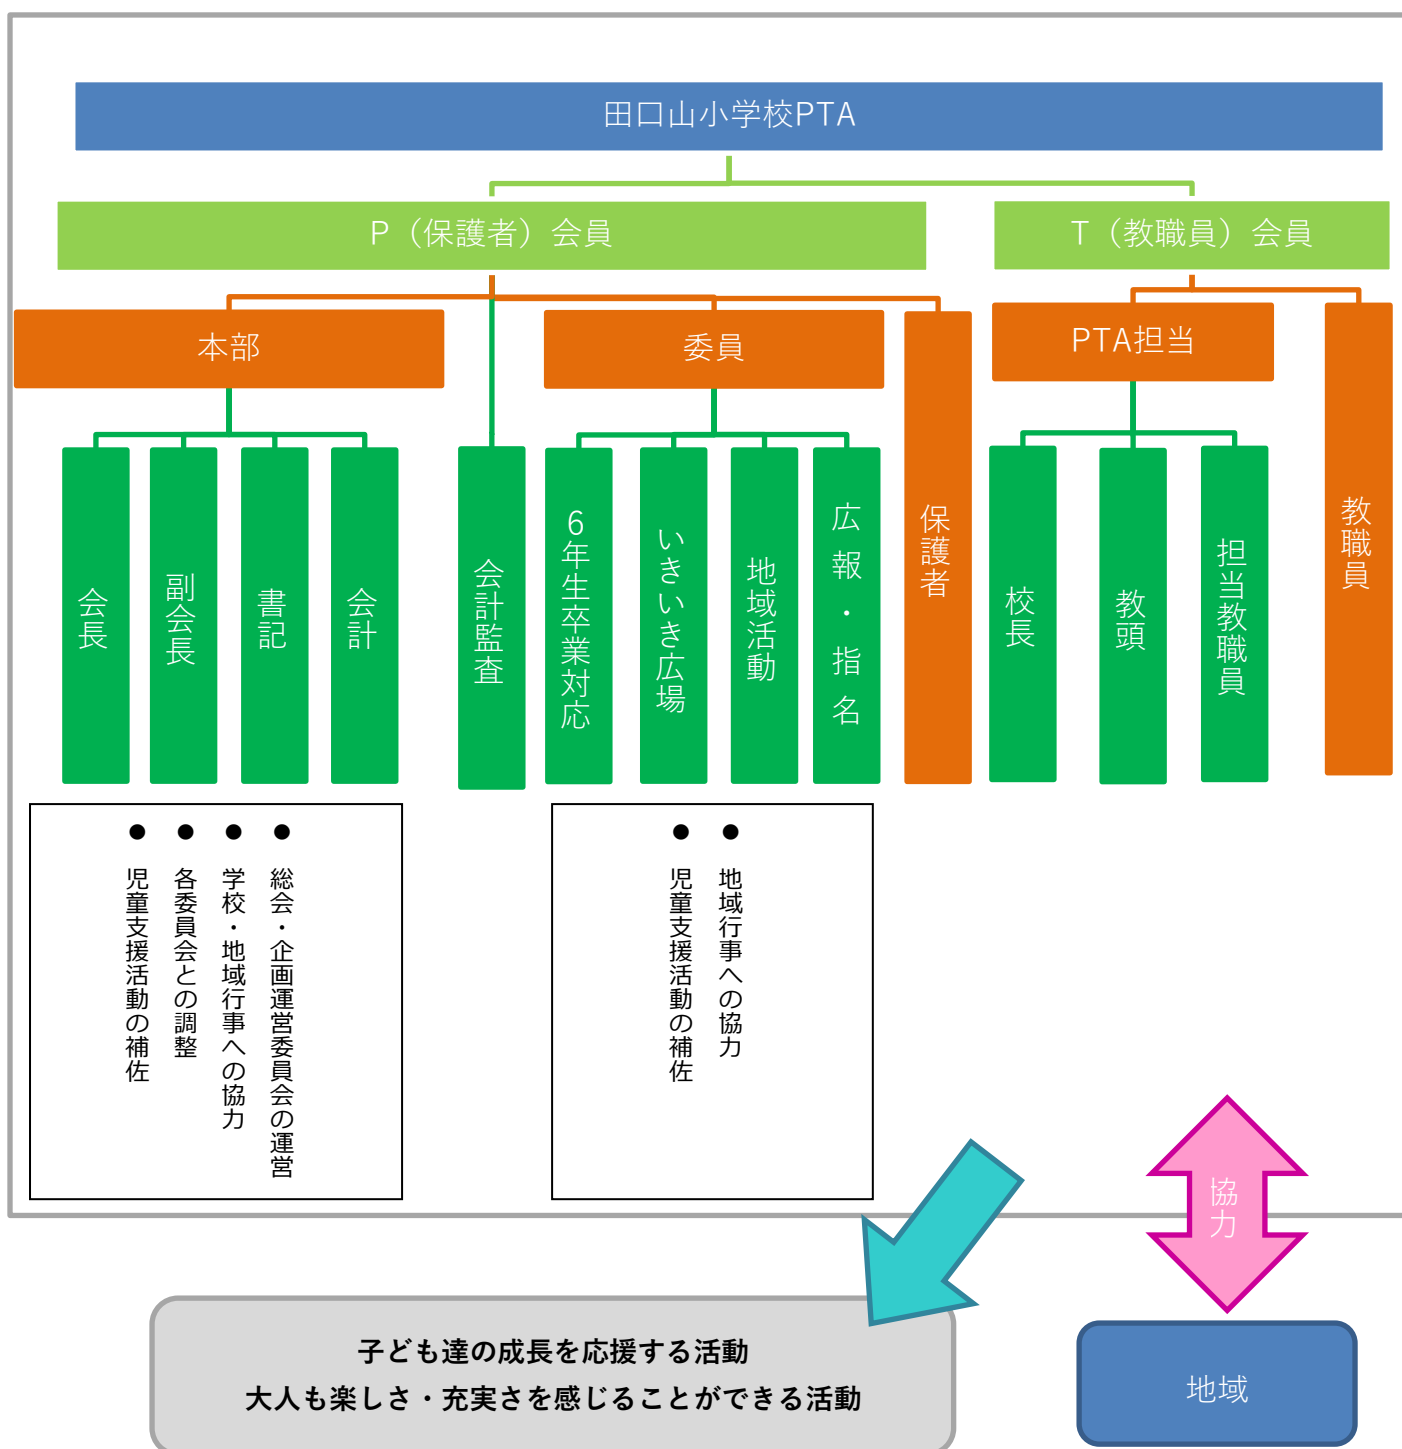 田口山小学校PTA
P（保護者）会員
T（教職員）会員
本部
委員
PTA担当
会長
副会長
書記
会計
会計監査
6年生卒業対応
いきいき広場
地域活動
広報・指名
保護者
校長
教頭
担当教職員
教職員
● 総会・企画運営委員会の運営
● 学校・地域行事への協力
● 各委員会との調整
● 児童支援活動の補佐
● 地域行事への協力
● 児童支援活動の補佐
協力
子ども達の成長を応援する活動
大人も楽しさ・充実さを感じることができる活動
地域